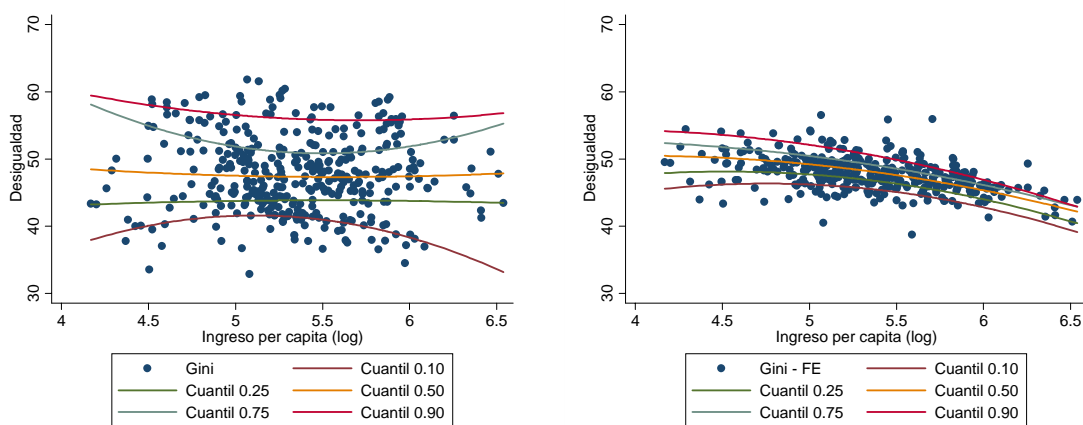 70
60
50
40
30
Desigualdad
4 4.5 5 5.5 6 6.5
Ingreso per capita (log)
Gini Cuantil 0.10
Cuantil 0.25 Cuantil 0.50
Cuantil 0.75 Cuantil 0.90
70
60
50
40
30
Desigualdad
4 4.5 5 5.5 6 6.5
Ingreso per capita (log)
Gini - FE Cuantil 0.10
Cuantil 0.25 Cuantil 0.50
Cuantil 0.75 Cuantil 0.90